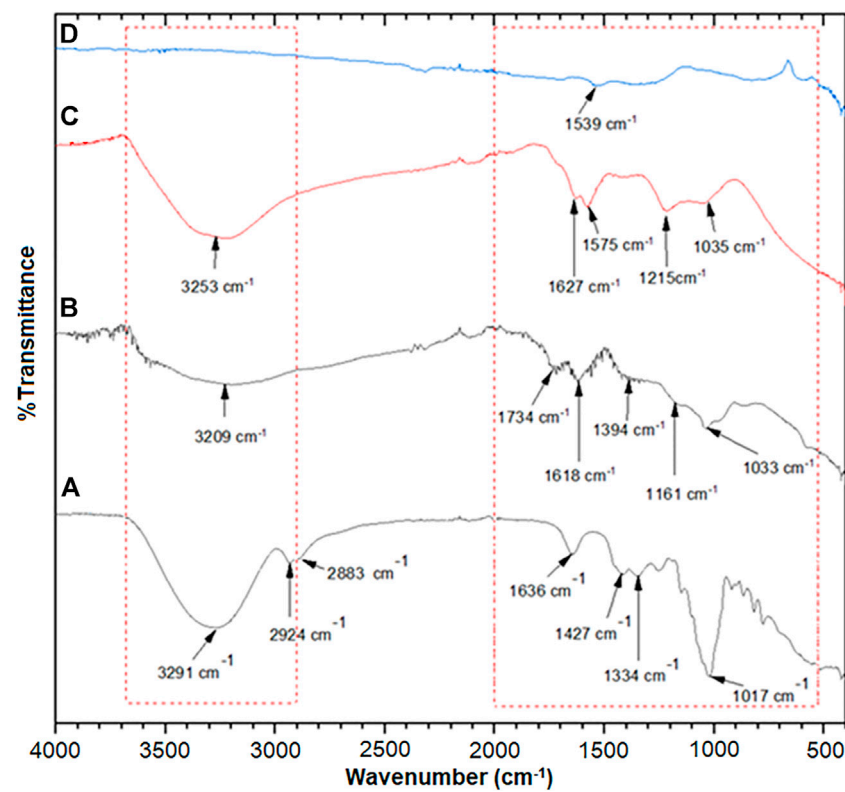 D
1539 cm-1
C
3253 cm-1
1627 cm-1
1575 cm-1
1215cm-1
1035 cm-1
B
3209 cm-1
1734 cm-1
1618 cm-1
1394 cm-1
1161 cm-1
1033 cm-1
A
3291 cm-1
2924 cm-1
2883 cm-1
1636 cm-1
1427 cm-1
1334 cm-1
1017 cm-1
%Transmittance
4000 3500 3000 2500 2000 1500 1000 500
Wavenumber (cm-1)